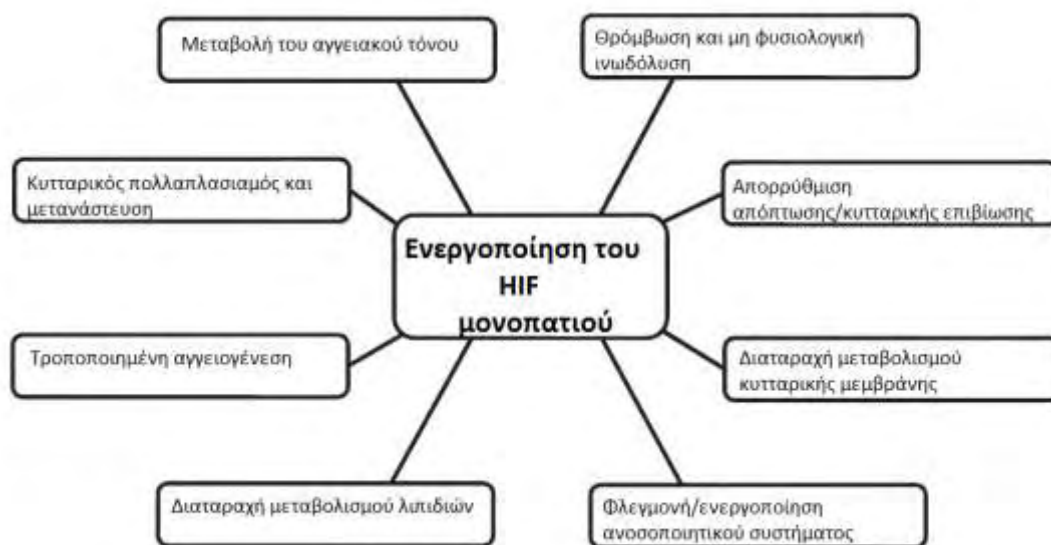 Μεταβολή του αγγειακού τόνου
Θρόμβωση και μη φυσιολογική
ινωδόλυση
Κυτταρικός πολλαπλασιαμός και
μετανάστευση
Απορρύθμιση
απόπτωσης/κυτταρικής επιβίωσης
Ενεργοποίηση του
HIF
μονοπατιού
Τροποποιημένη αγγειογένεση
Διαταραχή μεταβολισμού
κυτταρικής μεμβράνης
Διαταραχή μεταβολισμού λιπιδιών
Φλεγμονή/ενεργοποίηση
ανοσοποιητικού συστήματος